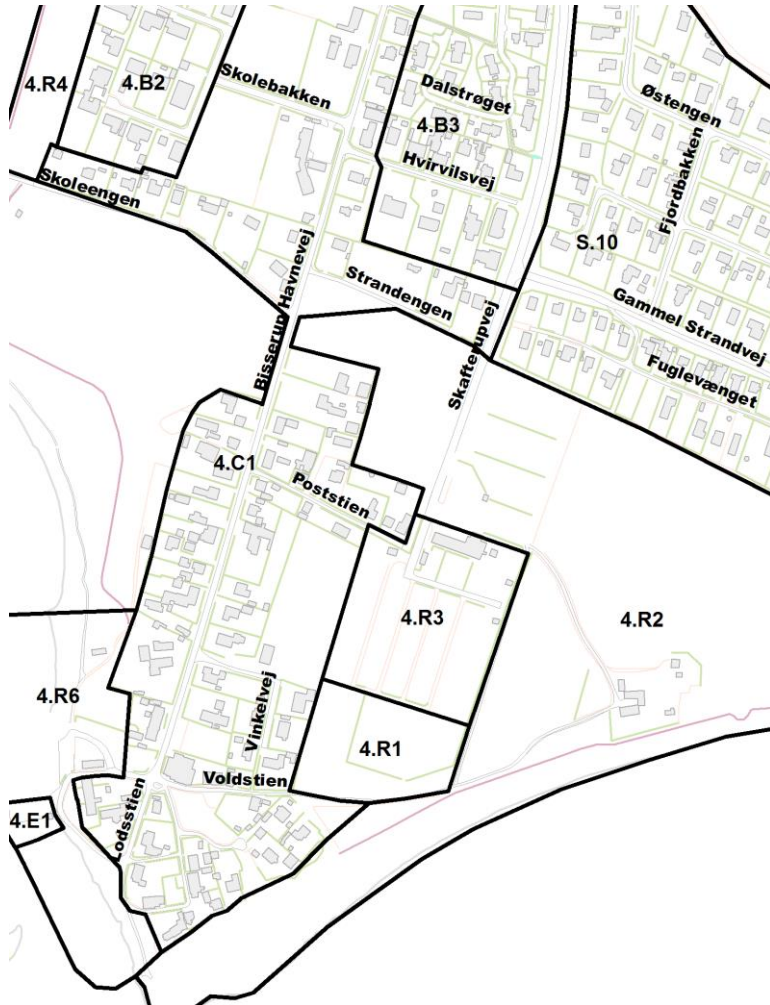 4.R4
4.B2
Skolebakken
Dalstrøget
4.B3
Hvirvilsvej
Østengen
Fjordbakken
S.10
Skoleengen
Bisserup Havnevej
Strandengen
Skafterupvej
Gammel Strandvej
Fuglevænget
4.C1
Poststien
4.R3
4.R2
4.R6
Vinkelvej
4.R1
Voldstien
Lodsstien
4.E1